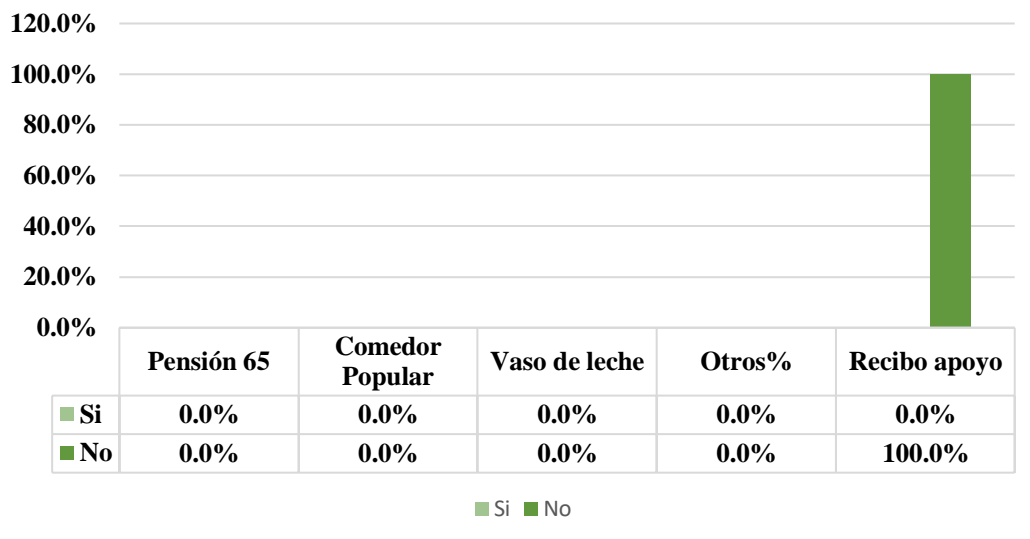 120.0%
100.0%
80.0%
60.0%
40.0%
20.0%
0.0%
Pensión 65 Comedor Popular Vaso de leche Otros% Recibo apoyo
Si 0.0% 0.0% 0.0% 0.0% 0.0%
No 0.0% 0.0% 0.0% 0.0% 100.0%
Si No